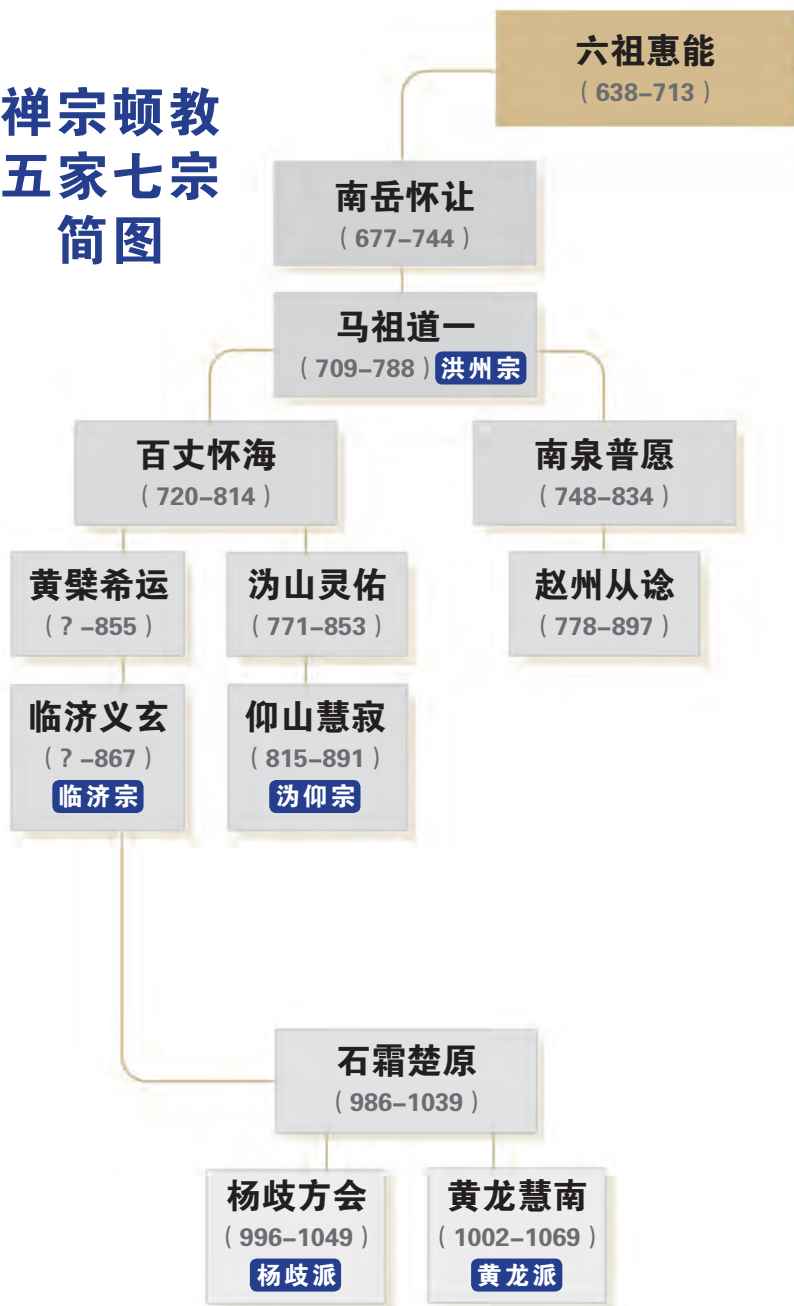 禅宗顿教
五家七宗
简图
六祖惠能
(638–713)
南岳怀让
(677–744)
马祖道一
(709–788) 洪州宗
百丈怀海
(720–814)
南泉普愿
(748–834)
黄檗希运
(? –855)
沩山灵佑
(771–853)
赵州从谂
(778–897)
临济义玄
(? –867)
临济宗
仰山慧寂
(815–891)
沩仰宗
石霜楚原
(986–1039)
杨歧方会
(996–1049)
杨歧派
黄龙慧南
(1002–1069)
黄龙派